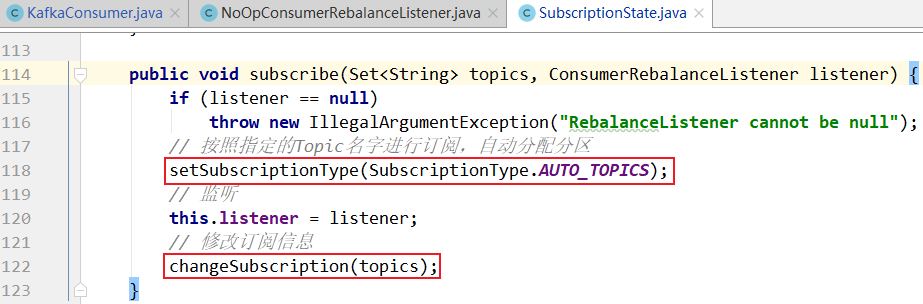 KafkaConsumer.java × NoOpConsumerRebalanceListener.java × SubscriptionState.java ×
113
114 public void subscribe(Set<String> topics, ConsumerRebalanceListener listener) {
115 if (listener == null)
116 throw new IllegalArgumentException("RebalanceListener cannot be null");
117 // 按照指定的Topic名字进行订阅，自动分配分区
118 setSubscriptionType(SubscriptionType.AUTO_TOPICS);
119 // 监听
120 this.listener = listener;
121 // 修改订阅信息
122 changeSubscription(topics);
123 }